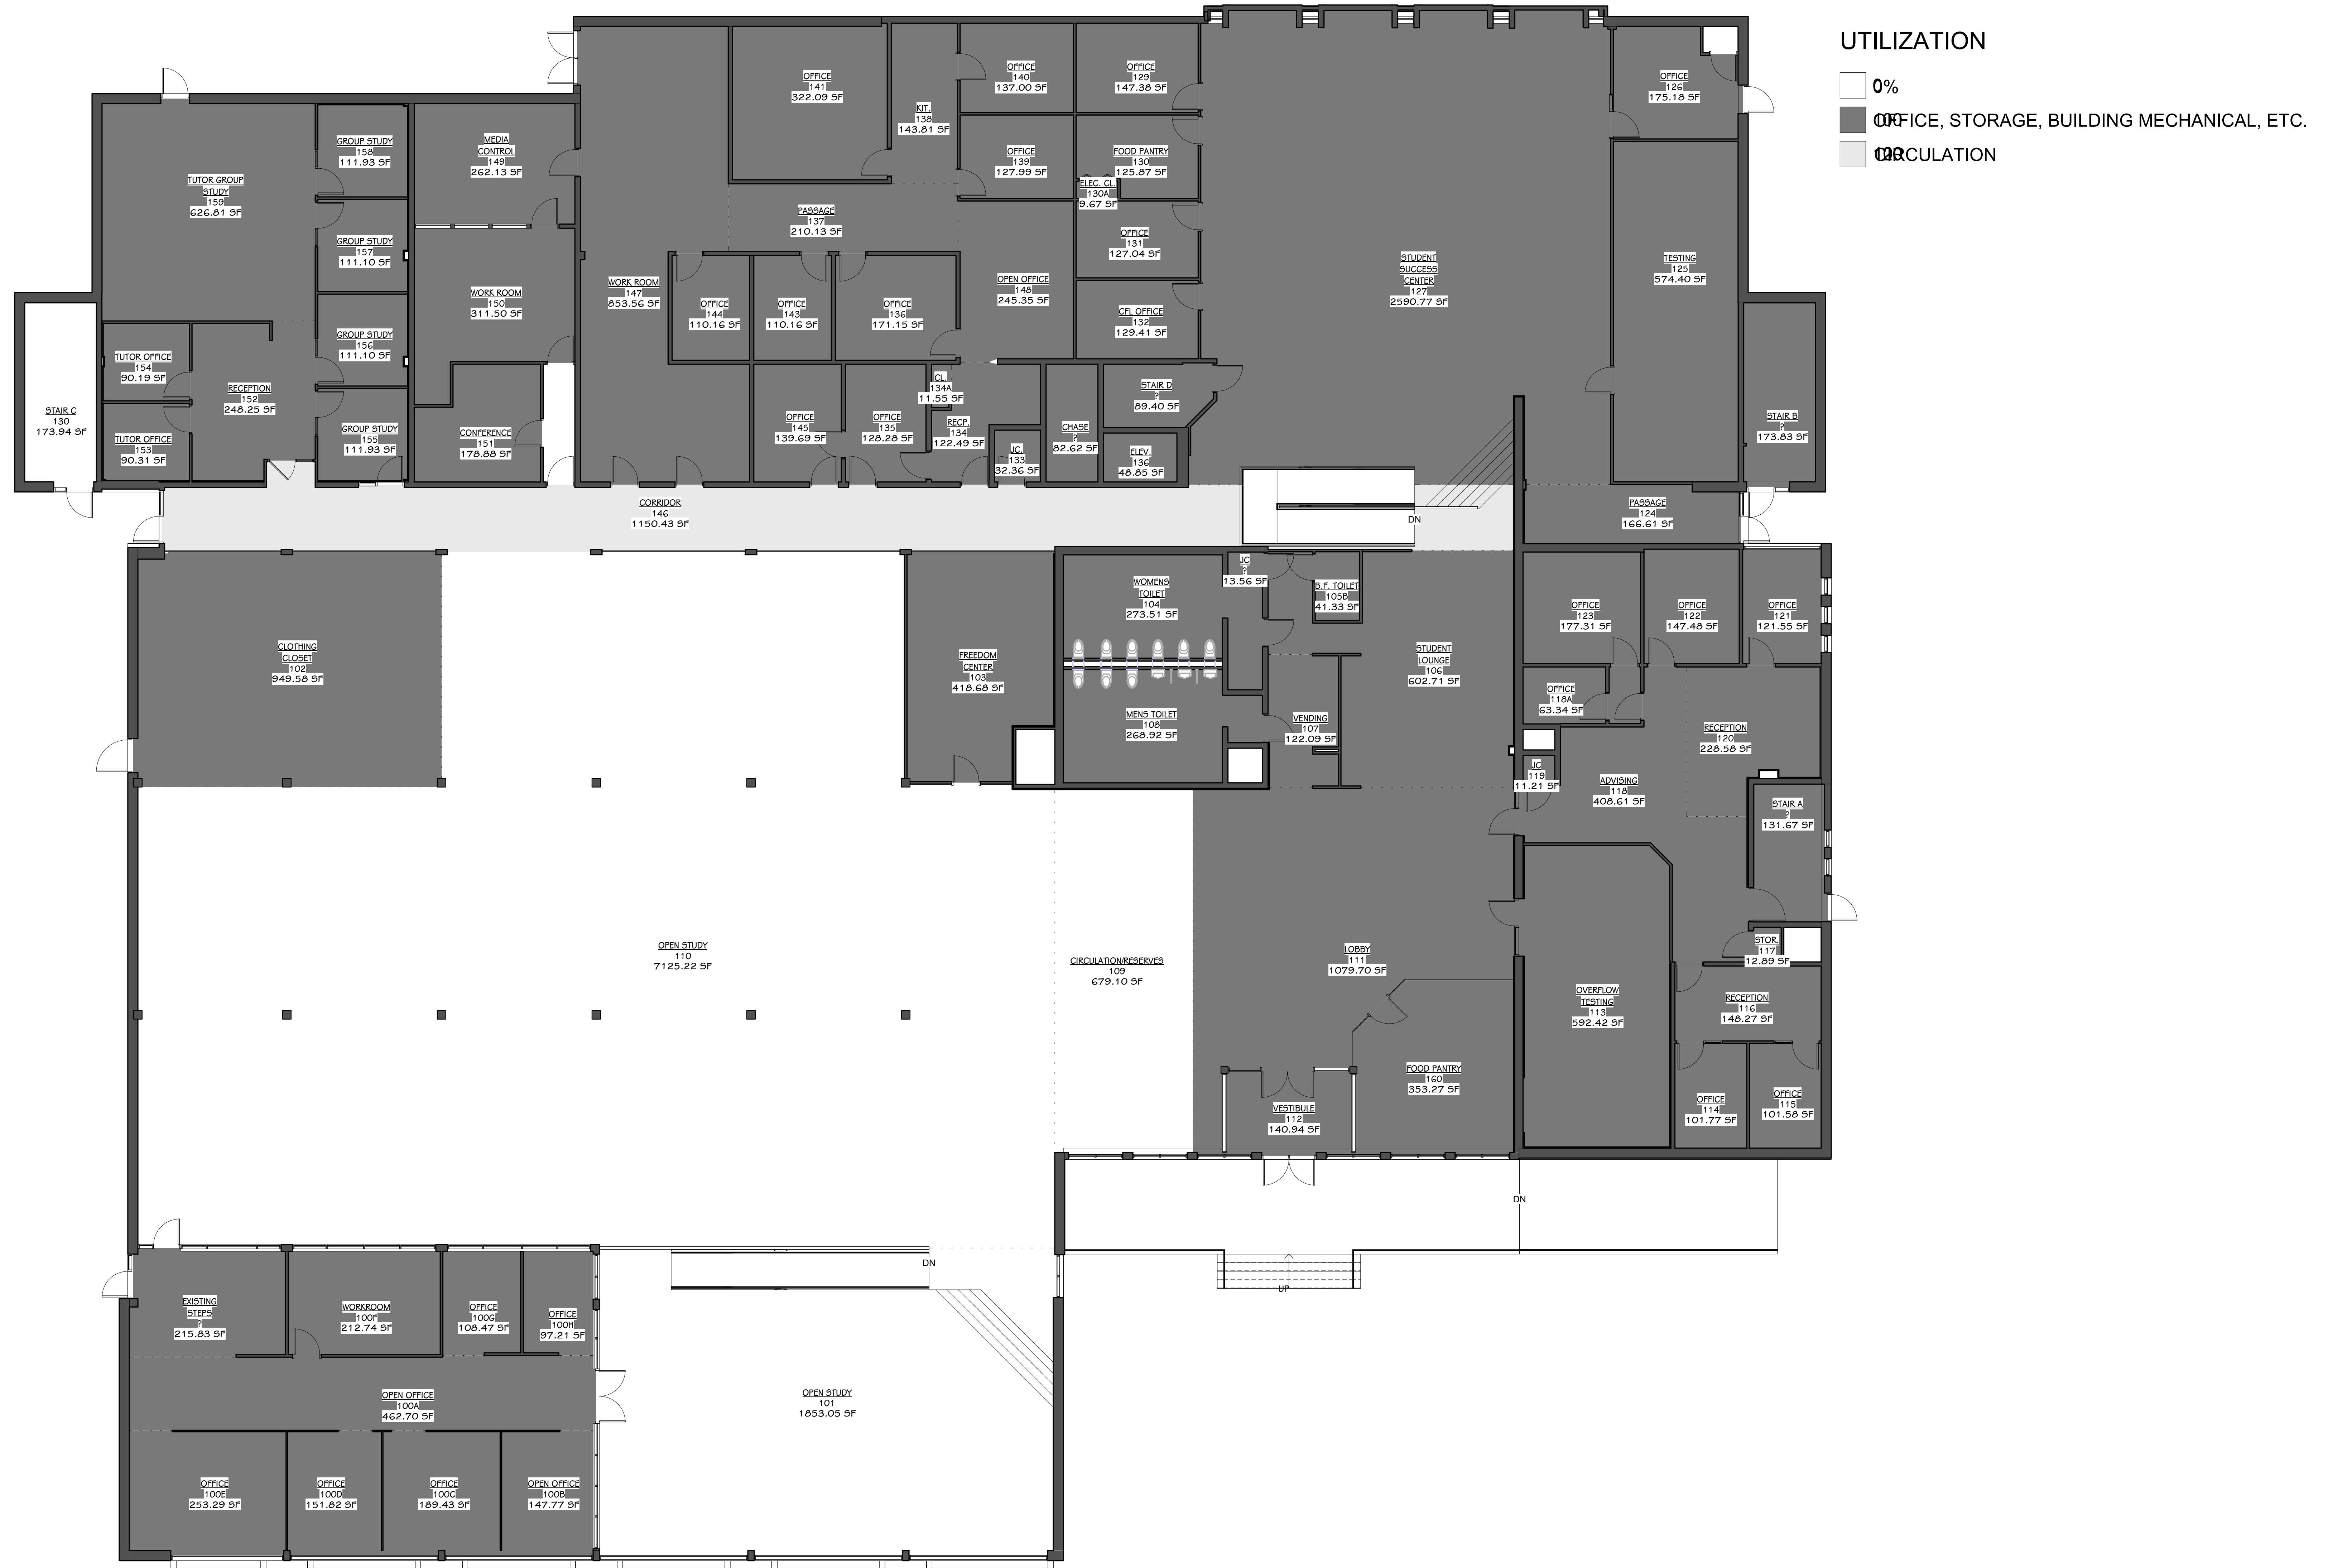 UTILIZATION
0%
OFFICE, STORAGE, BUILDING MECHANICAL, ETC.
CIRCULATION
OFFICE
141
322.09 SF
KIT.
138
143.81 SF
OFFICE
140
137.00 SF
OFFICE
129
147.38 SF
OFFICE
126
175.18 SF
GROUP STUDY
158
111.93 SF
MEDIA
CONTROL
149
262.13 SF
OFFICE
139
127.99 SF
FOOD PANTRY
130
125.87 SF
ELEC. CL.
130A
9.67 SF
TUTOR GROUP
STUDY
159
626.81 SF
PASSAGE
137
210.13 SF
OFFICE
131
127.04 SF
GROUP STUDY
157
111.10 SF
STUDENT
SUCCESS
CENTER
127
2590.77 SF
TESTING
125
574.40 SF
WORK ROOM
150
311.50 SF
WORK ROOM
147
853.56 SF
OPEN OFFICE
148
245.35 SF
OFFICE
144
110.16 SF
OFFICE
143
110.16 SF
OFFICE
136
171.15 SF
CFL OFFICE
132
129.41 SF
GROUP STUDY
156
111.10 SF
TUTOR OFFICE
154
90.19 SF
RECEPTION
152
248.25 SF
CL.
134A
11.55 SF
STAIR D
?
89.40 SF
STAIR C
130
173.94 SF
TUTOR OFFICE
153
90.31 SF
GROUP STUDY
155
111.93 SF
CONFERENCE
151
178.88 SF
OFFICE
145
139.69 SF
OFFICE
135
128.28 SF
RECP.
134
122.49 SF
JC.
133
32.36 SF
CHASE
?
82.62 SF
ELEV.
136
48.85 SF
STAIR B
?
173.83 SF
CORRIDOR
146
1150.43 SF
DN
PASSAGE
124
166.61 SF
WOMENS
TOILET
104
273.51 SF
JC
?
13.56 SF
B.F. TOILET
105B
41.33 SF
OFFICE
123
177.31 SF
OFFICE
122
147.48 SF
OFFICE
121
121.55 SF
CLOTHING
CLOSET
102
949.58 SF
FREEDOM
CENTER
103
418.68 SF
STUDENT
LOUNGE
106
602.71 SF
OFFICE
118A
63.34 SF
MENS TOILET
108
268.92 SF
VENDING
107
122.09 SF
RECEPTION
120
228.58 SF
JC
119
11.21 SF
ADVISING
118
408.61 SF
STAIR A
?
131.67 SF
OPEN STUDY
110
7125.22 SF
CIRCULATION/RESERVES
109
679.10 SF
LOBBY
111
1079.70 SF
STOR.
117
12.89 SF
OVERFLOW
TESTING
113
592.42 SF
RECEPTION
116
148.27 SF
FOOD PANTRY
160
353.27 SF
VESTIBULE
112
140.94 SF
OFFICE
114
101.77 SF
OFFICE
115
101.58 SF
DN
DN
UP
EXISTING
STEPS
?
215.83 SF
WORKROOM
100F
212.74 SF
OFFICE
100G
108.47 SF
OFFICE
100H
97.21 SF
OPEN OFFICE
100A
462.70 SF
OPEN STUDY
101
1853.05 SF
OFFICE
100E
253.29 SF
OFFICE
100D
151.82 SF
OFFICE
100C
189.43 SF
OPEN OFFICE
100B
147.77 SF